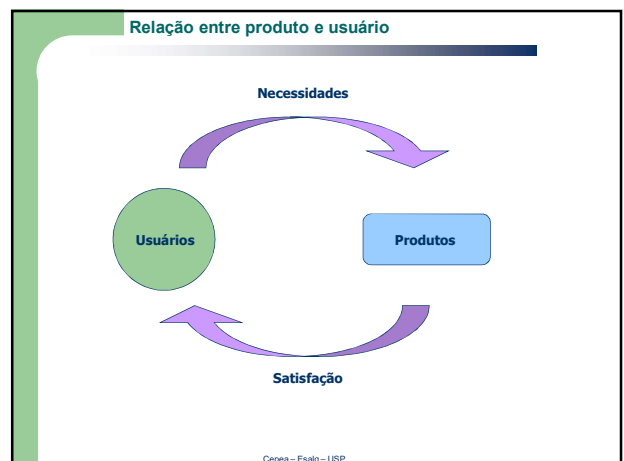 Relação entre produto e usuário
Necessidades
Usuários
Produtos
Satisfação
Cepea – Esalq – USP